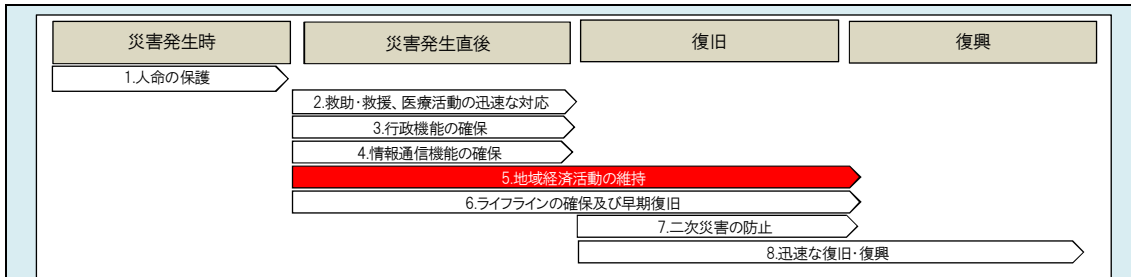 災害発生時
災害発生直後
復旧
復興
1.人命の保護
2.救助・救援、医療活動の迅速な対応
3.行政機能の確保
4.情報通信機能の確保
5.地域経済活動の維持
6.ライフラインの確保及び早期復旧
7.二次災害の防止
8.迅速な復旧・復興